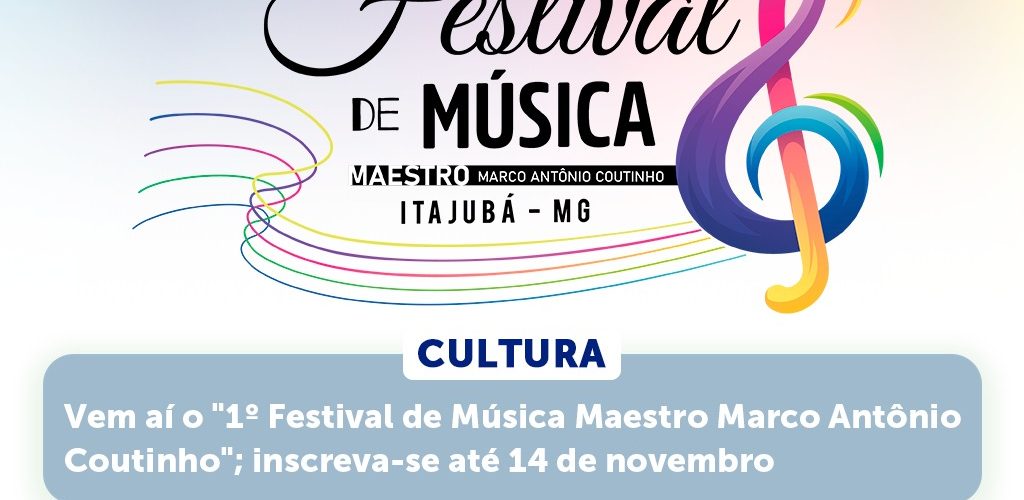 Festival
DE MÚSICA
MAESTRO MARCO ANTÔNIO COUTINHO
ITAJUBÁ - MG
CULTURA
Vem aí o "1º Festival de Música Maestro Marco Antônio
Coutinho"; inscreva-se até 14 de novembro